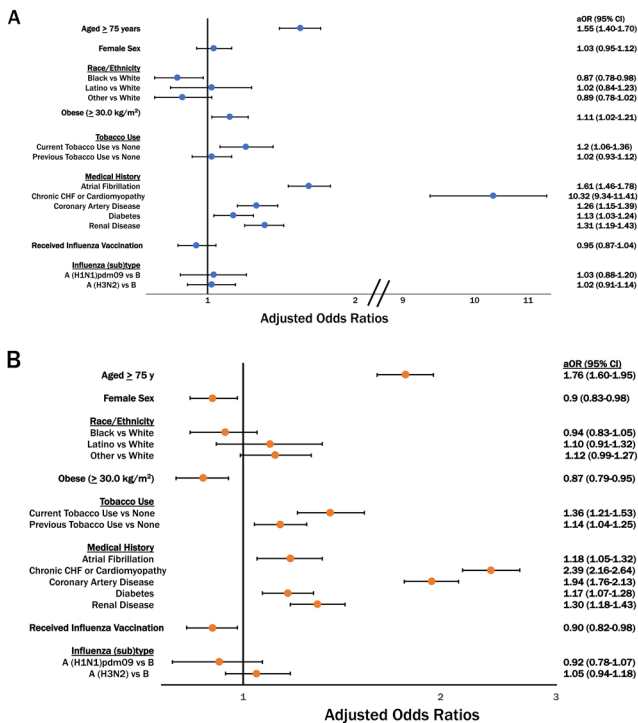 A
aOR (95% CI)
Aged ≥ 75 years 1.55 (1.40-1.70)
Female Sex 1.03 (0.95-1.12)
Race/Ethnicity
Black vs White 0.87 (0.78-0.98)
Latino vs White 1.02 (0.84-1.23)
Other vs White 0.89 (0.78-1.02)
Obese (≥ 30.0 kg/m²) 1.11 (1.02-1.21)
Tobacco Use
Current Tobacco Use vs None 1.2 (1.06-1.36)
Previous Tobacco Use vs None 1.02 (0.93-1.12)
Medical History
Atrial Fibrillation 1.61 (1.46-1.78)
Chronic CHF or Cardiomyopathy 10.32 (9.34-11.41)
Coronary Artery Disease 1.26 (1.15-1.39)
Diabetes 1.13 (1.03-1.24)
Renal Disease 1.31 (1.19-1.43)
Received Influenza Vaccination 0.95 (0.87-1.04)
Influenza (sub)type
A (H1N1)pdm09 vs B 1.03 (0.88-1.20)
A (H3N2) vs B 1.02 (0.91-1.14)
1 2 9 10 11
Adjusted Odds Ratios
B
aOR (95% CI)
Aged ≥ 75 y 1.76 (1.60-1.95)
Female Sex 0.9 (0.83-0.98)
Race/Ethnicity
Black vs White 0.94 (0.83-1.05)
Latino vs White 1.10 (0.91-1.32)
Other vs White 1.12 (0.99-1.27)
Obese (≥ 30.0 kg/m²) 0.87 (0.79-0.95)
Tobacco Use
Current Tobacco Use vs None 1.36 (1.21-1.53)
Previous Tobacco Use vs None 1.14 (1.04-1.25)
Medical History
Atrial Fibrillation 1.18 (1.05-1.32)
Chronic CHF or Cardiomyopathy 2.39 (2.16-2.64)
Coronary Artery Disease 1.94 (1.76-2.13)
Diabetes 1.17 (1.07-1.28)
Renal Disease 1.30 (1.18-1.43)
Received Influenza Vaccination 0.90 (0.82-0.98)
Influenza (sub)type
A (H1N1)pdm09 vs B 0.92 (0.78-1.07)
A (H3N2) vs B 1.05 (0.94-1.18)
1 2 3
Adjusted Odds Ratios